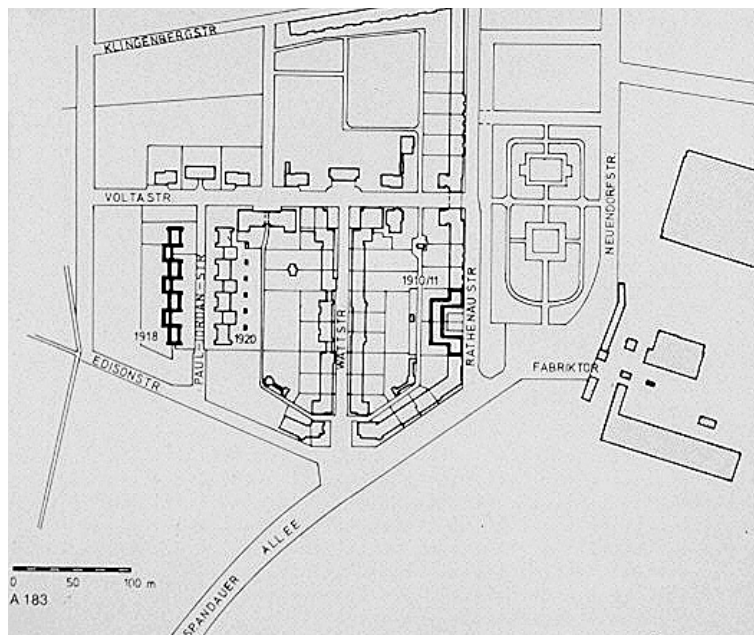 KLINGENBERGSTR
VOLTASTR.
NEUENDORFSTR.
1910/11
PAUL-JORDAN-STR
WATTSTR
RATHENAUSTR
1918
1920
EDISONSTR.
FABRIKTOR
SPANDAUER ALLEE
0 50 100 m
A 183